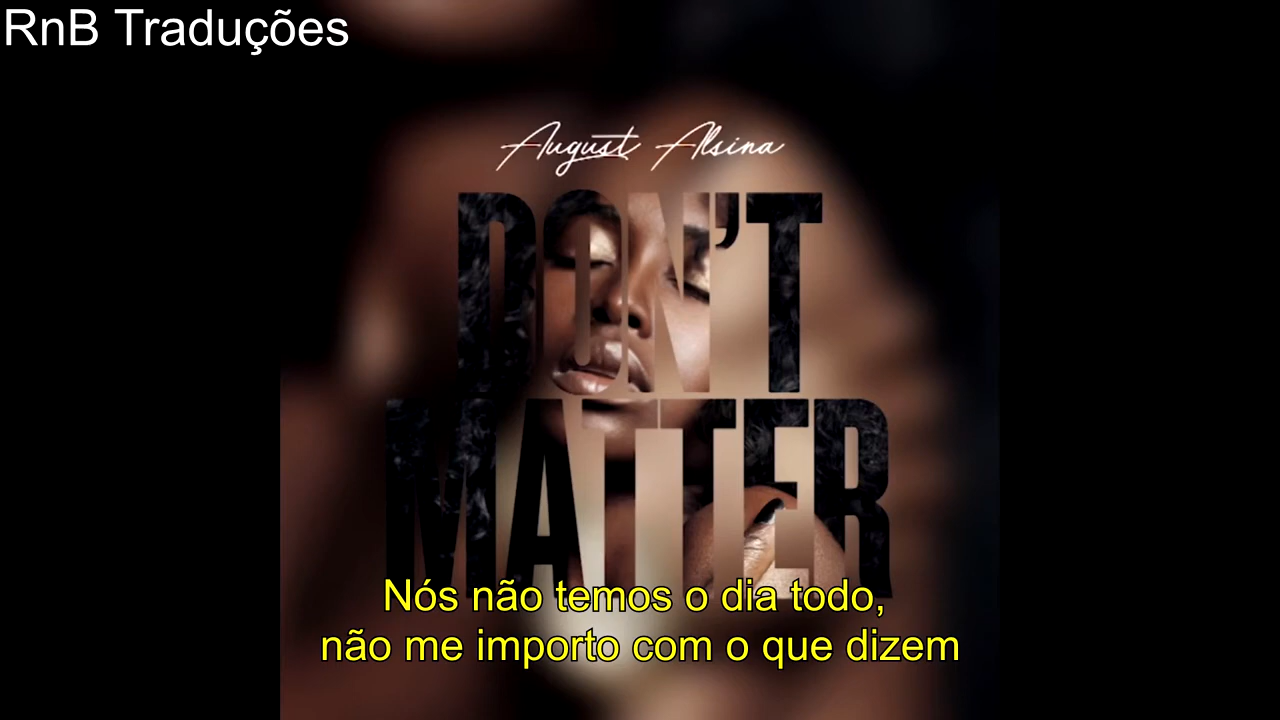 RnB Traduções
August Alsina
DON'T
MATTER
Nós não temos o dia todo,
não me importo com o que dizem